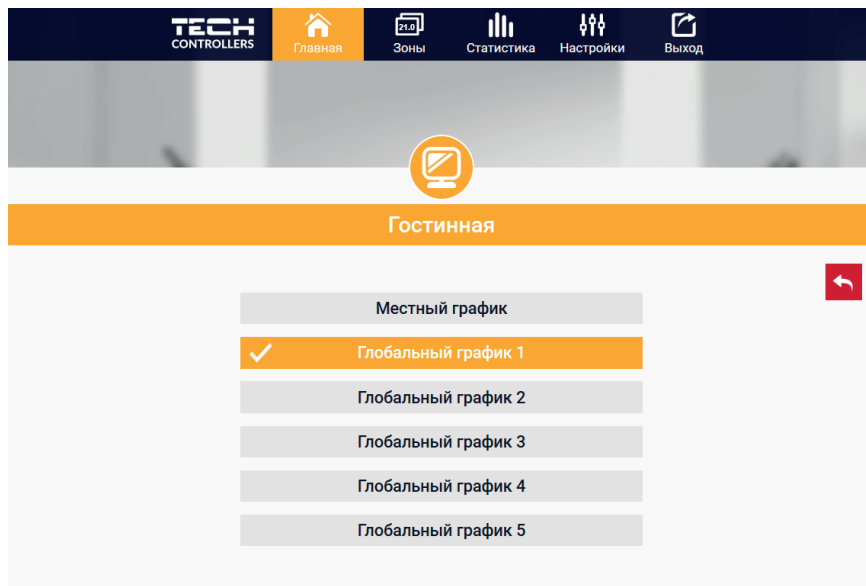 TECH
CONTROLLERS
Главная
21.0
Зоны
Статистика
Настройки
Выход
Гостинная
Местный график
Глобальный график 1
Глобальный график 2
Глобальный график 3
Глобальный график 4
Глобальный график 5